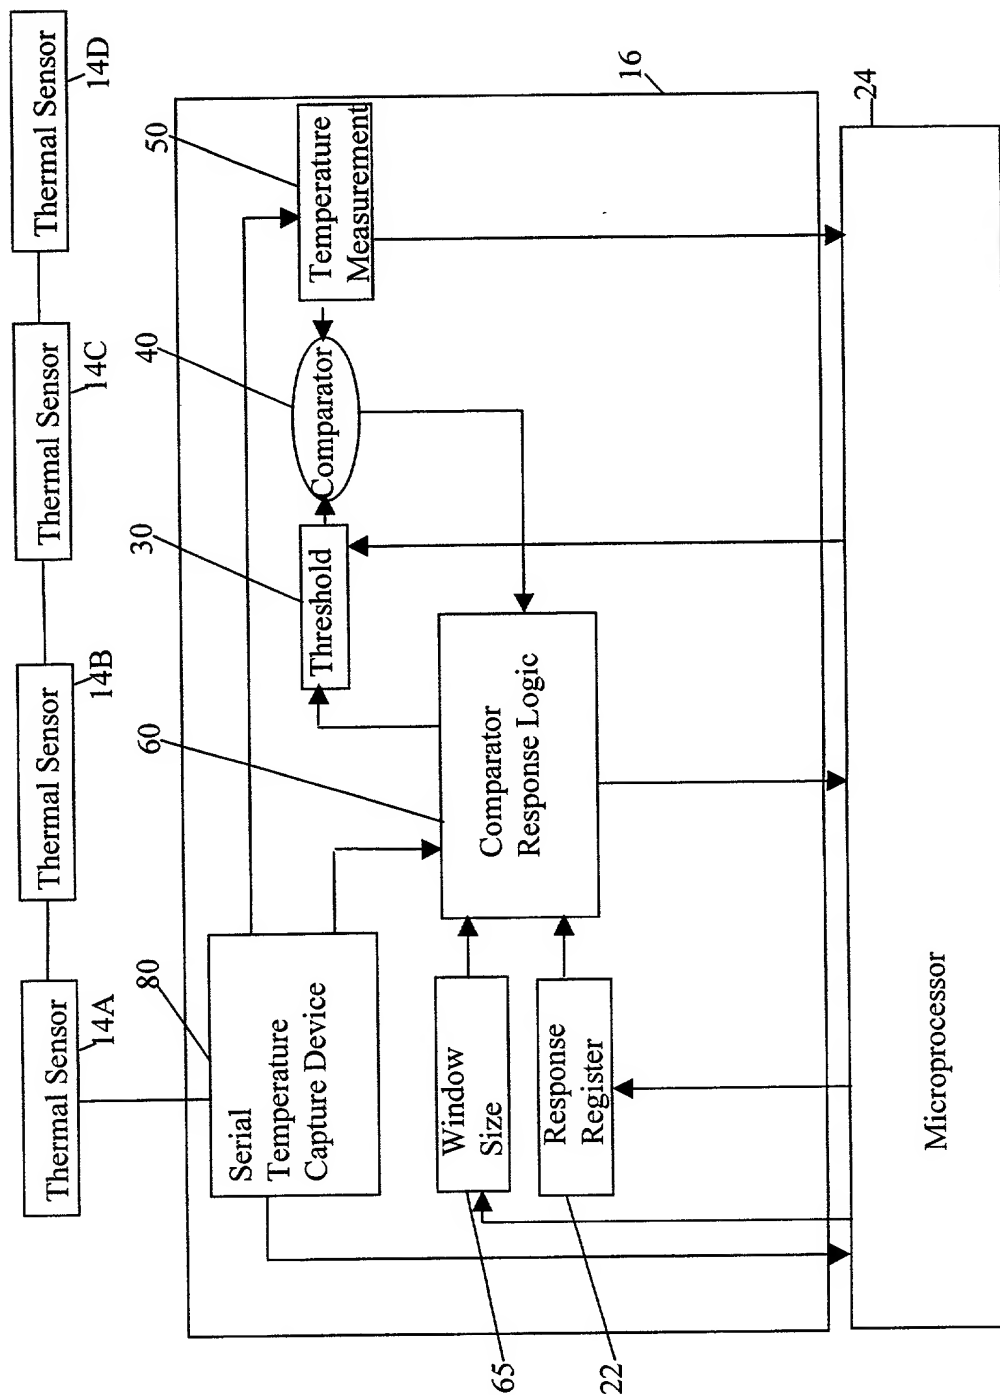 Thermal Sensor
14A
Thermal Sensor
14B
Thermal Sensor
14C
Thermal Sensor
14D
80
Serial
Temperature
Capture Device
60
30
Threshold
40
Comparator
50
Temperature
Measurement
16
Window
Size
65
Response
Register
22
Comparator
Response Logic
24
Microprocessor